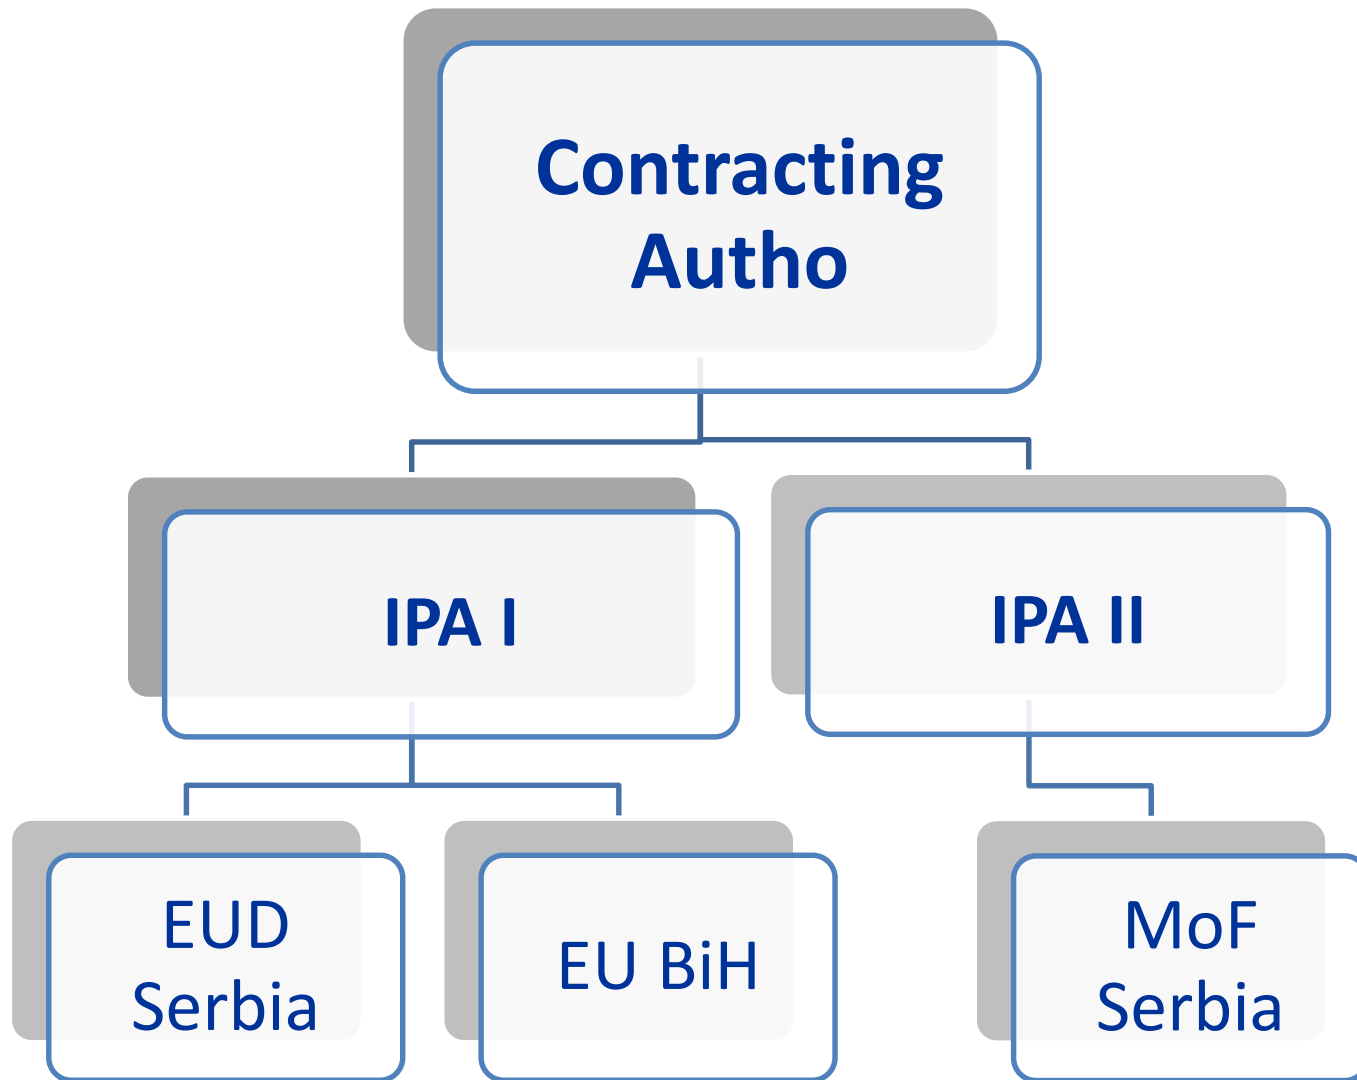 Contracting
Autho
IPA I
IPA II
EUD
Serbia
EU BiH
MoF
Serbia